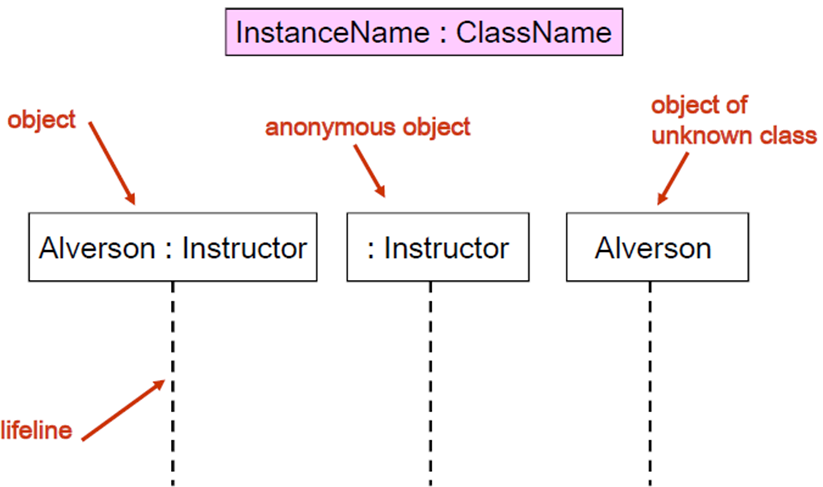 InstanceName : ClassName
object
anonymous object
object of
unknown class
Alverson : Instructor
: Instructor
Alverson
lifeline